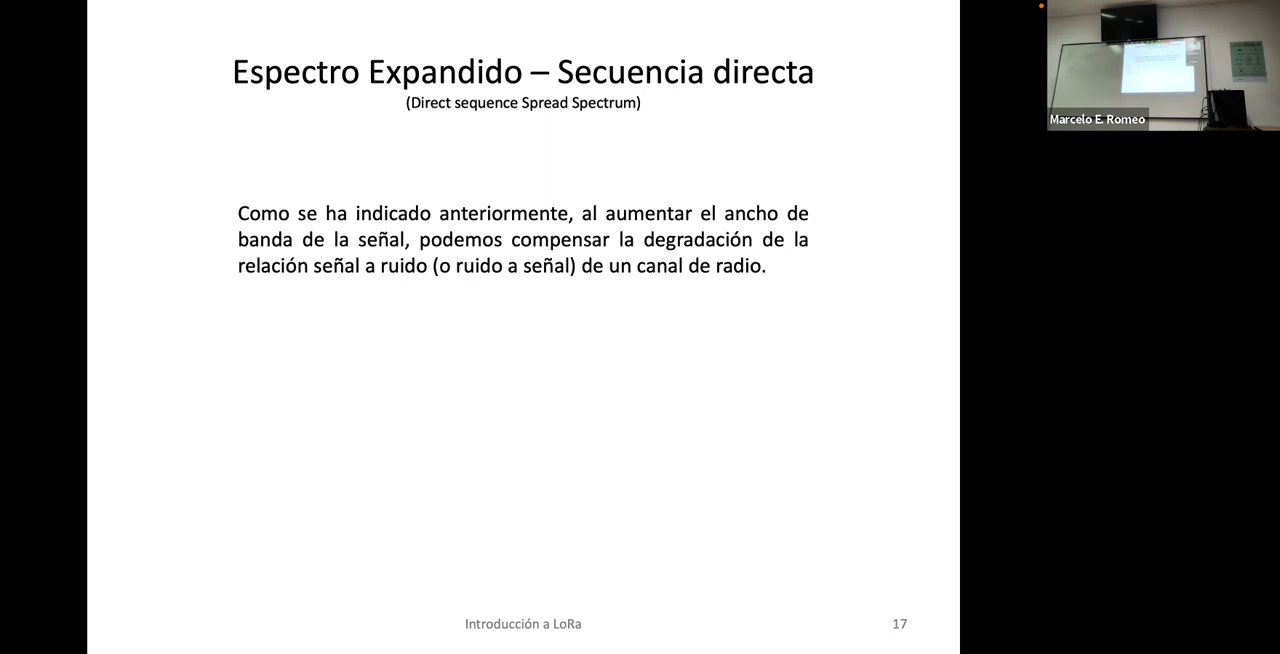 Espectro Expandido – Secuencia directa
(Direct sequence Spread Spectrum)
Como se ha indicado anteriormente, al aumentar el ancho de
banda de la señal, podemos compensar la degradación de la
relación señal a ruido (o ruido a señal) de un canal de radio.
Introducción a LoRa
17
Marcelo E. Romeo